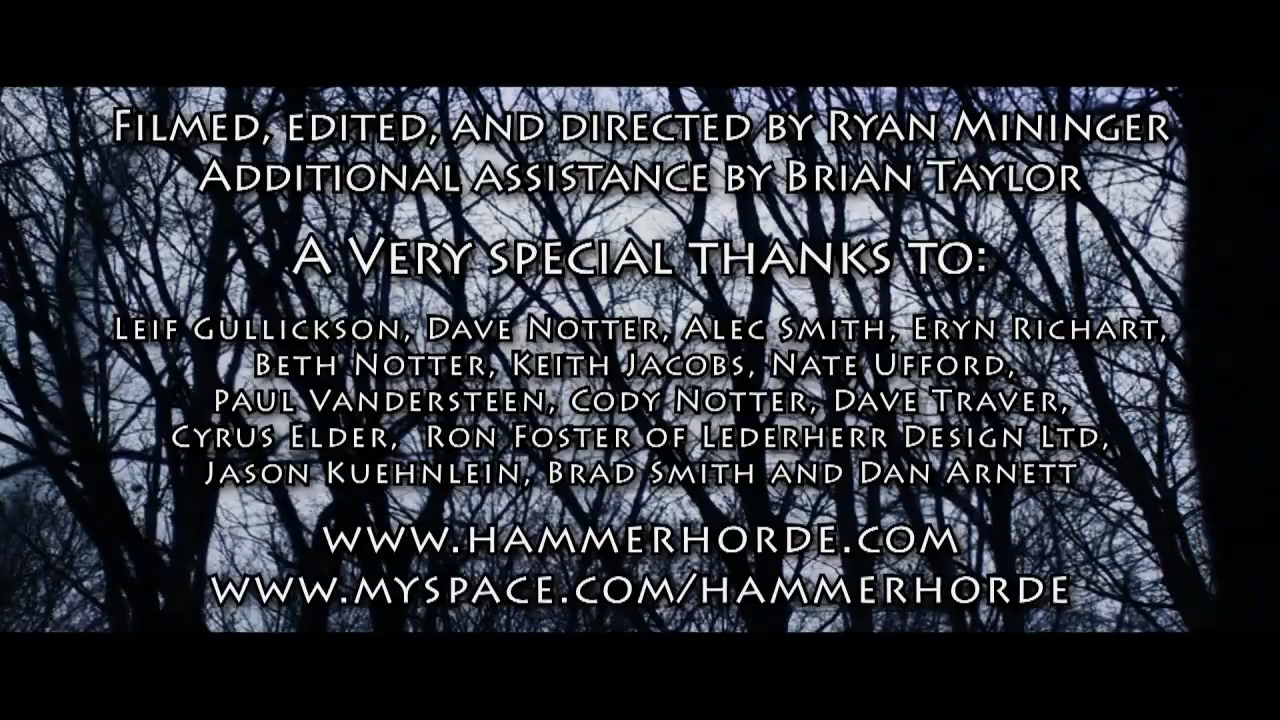 Filmed, edited, and directed by Ryan Mininger
Additional assistance by Brian Taylor
A Very special thanks to:
Leif Gullickson, Dave Notter, Alec Smith, Eryn Richart,
Beth Notter, Keith Jacobs, Nate Ufford,
Paul Vandersteen, Cody Notter, Dave Traver,
Cyrus Elder, Ron Foster of Lederherr Design Ltd,
Jason Kuehnlein, Brad Smith and Dan Arnett
www.hammerhorde.com
www.myspace.com/hammerhorde